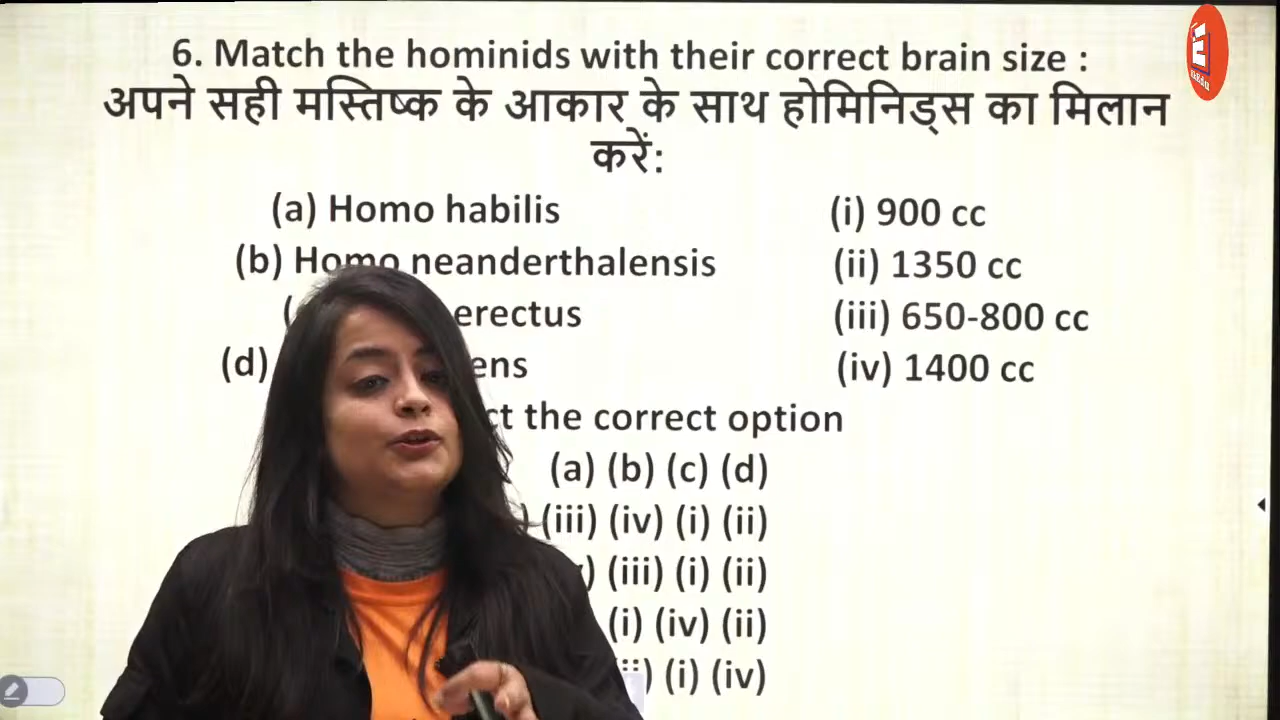 6. Match the hominids with their correct brain size :
अपने सही मस्तिष्क के आकार के साथ होमिनिड्स का मिलान
करें:
(a) Homo habilis (i) 900 cc
(b) Homo neanderthalensis (ii) 1350 cc
erectus (iii) 650-800 cc
(d) (iv) 1400 cc
the correct option
(a) (b) (c) (d)
(iii) (iv) (i) (ii)
(iii) (i) (ii)
(i) (iv) (ii)
(i) (iv)